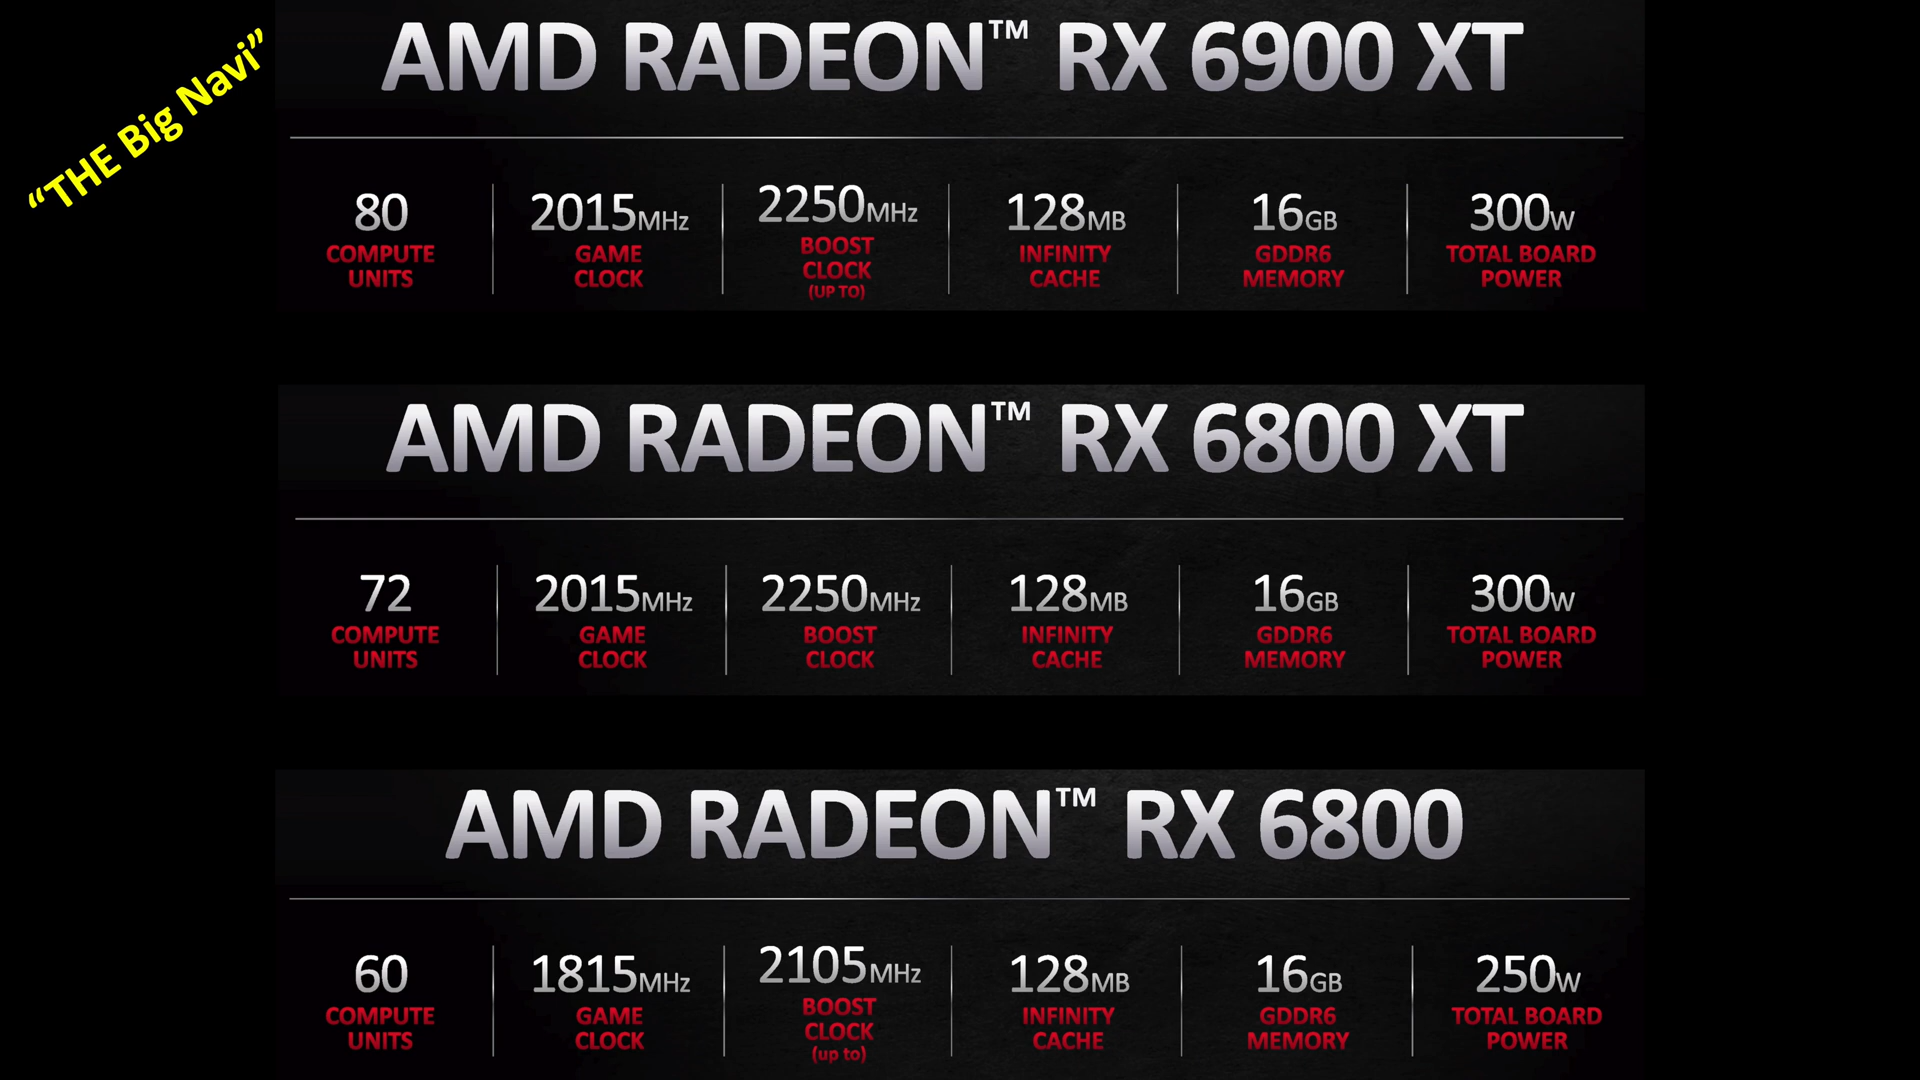 “THE Big Navi”
AMD RADEON™ RX 6900 XT
80 2015MHz 2250MHz 128MB 16GB 300W
COMPUTE GAME BOOST INFINITY GDDR6 TOTAL BOARD
UNITS CLOCK CLOCK CACHE MEMORY POWER
(UP TO)
AMD RADEON™ RX 6800 XT
72 2015MHz 2250MHz 128MB 16GB 300W
COMPUTE GAME BOOST INFINITY GDDR6 TOTAL BOARD
UNITS CLOCK CLOCK CACHE MEMORY POWER
AMD RADEON™ RX 6800
60 1815MHz 2105MHz 128MB 16GB 250W
COMPUTE GAME BOOST INFINITY GDDR6 TOTAL BOARD
UNITS CLOCK CLOCK CACHE MEMORY POWER
(up to)